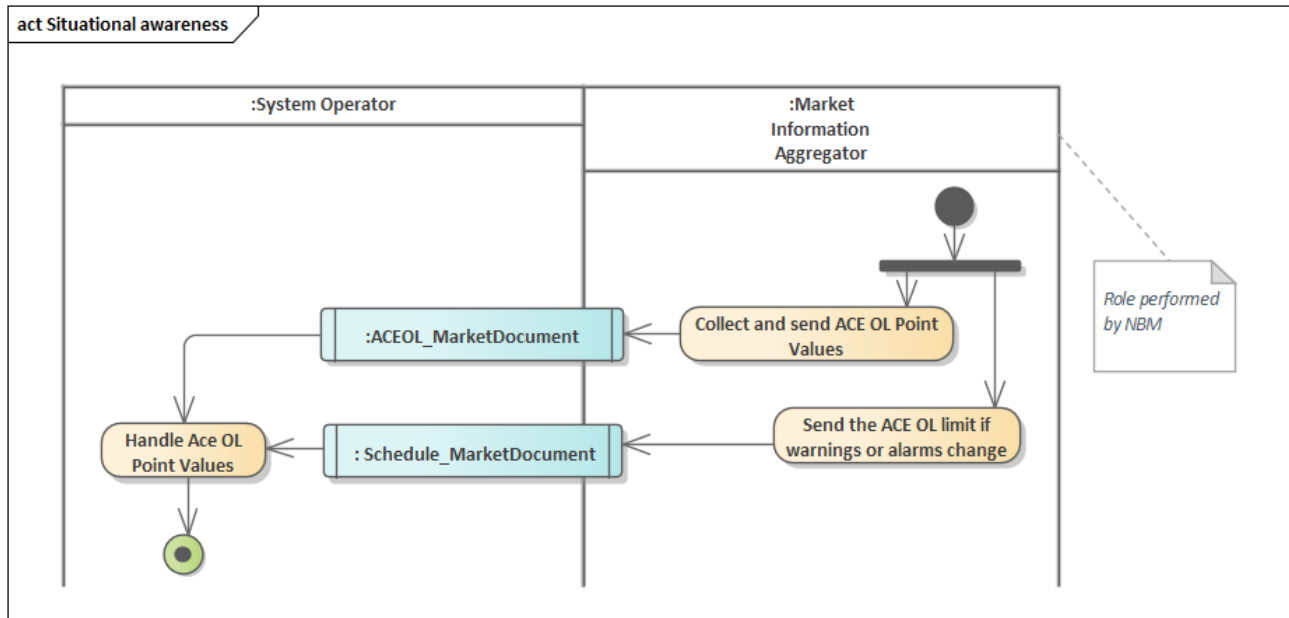 act Situational awareness
:System Operator
:Market
Information
Aggregator
Role performed
by NBM
:ACEOL_MarketDocument
Collect and send ACE OL Point
Values
Handle Ace OL
Point Values
: Schedule_MarketDocument
Send the ACE OL limit if
warnings or alarms change